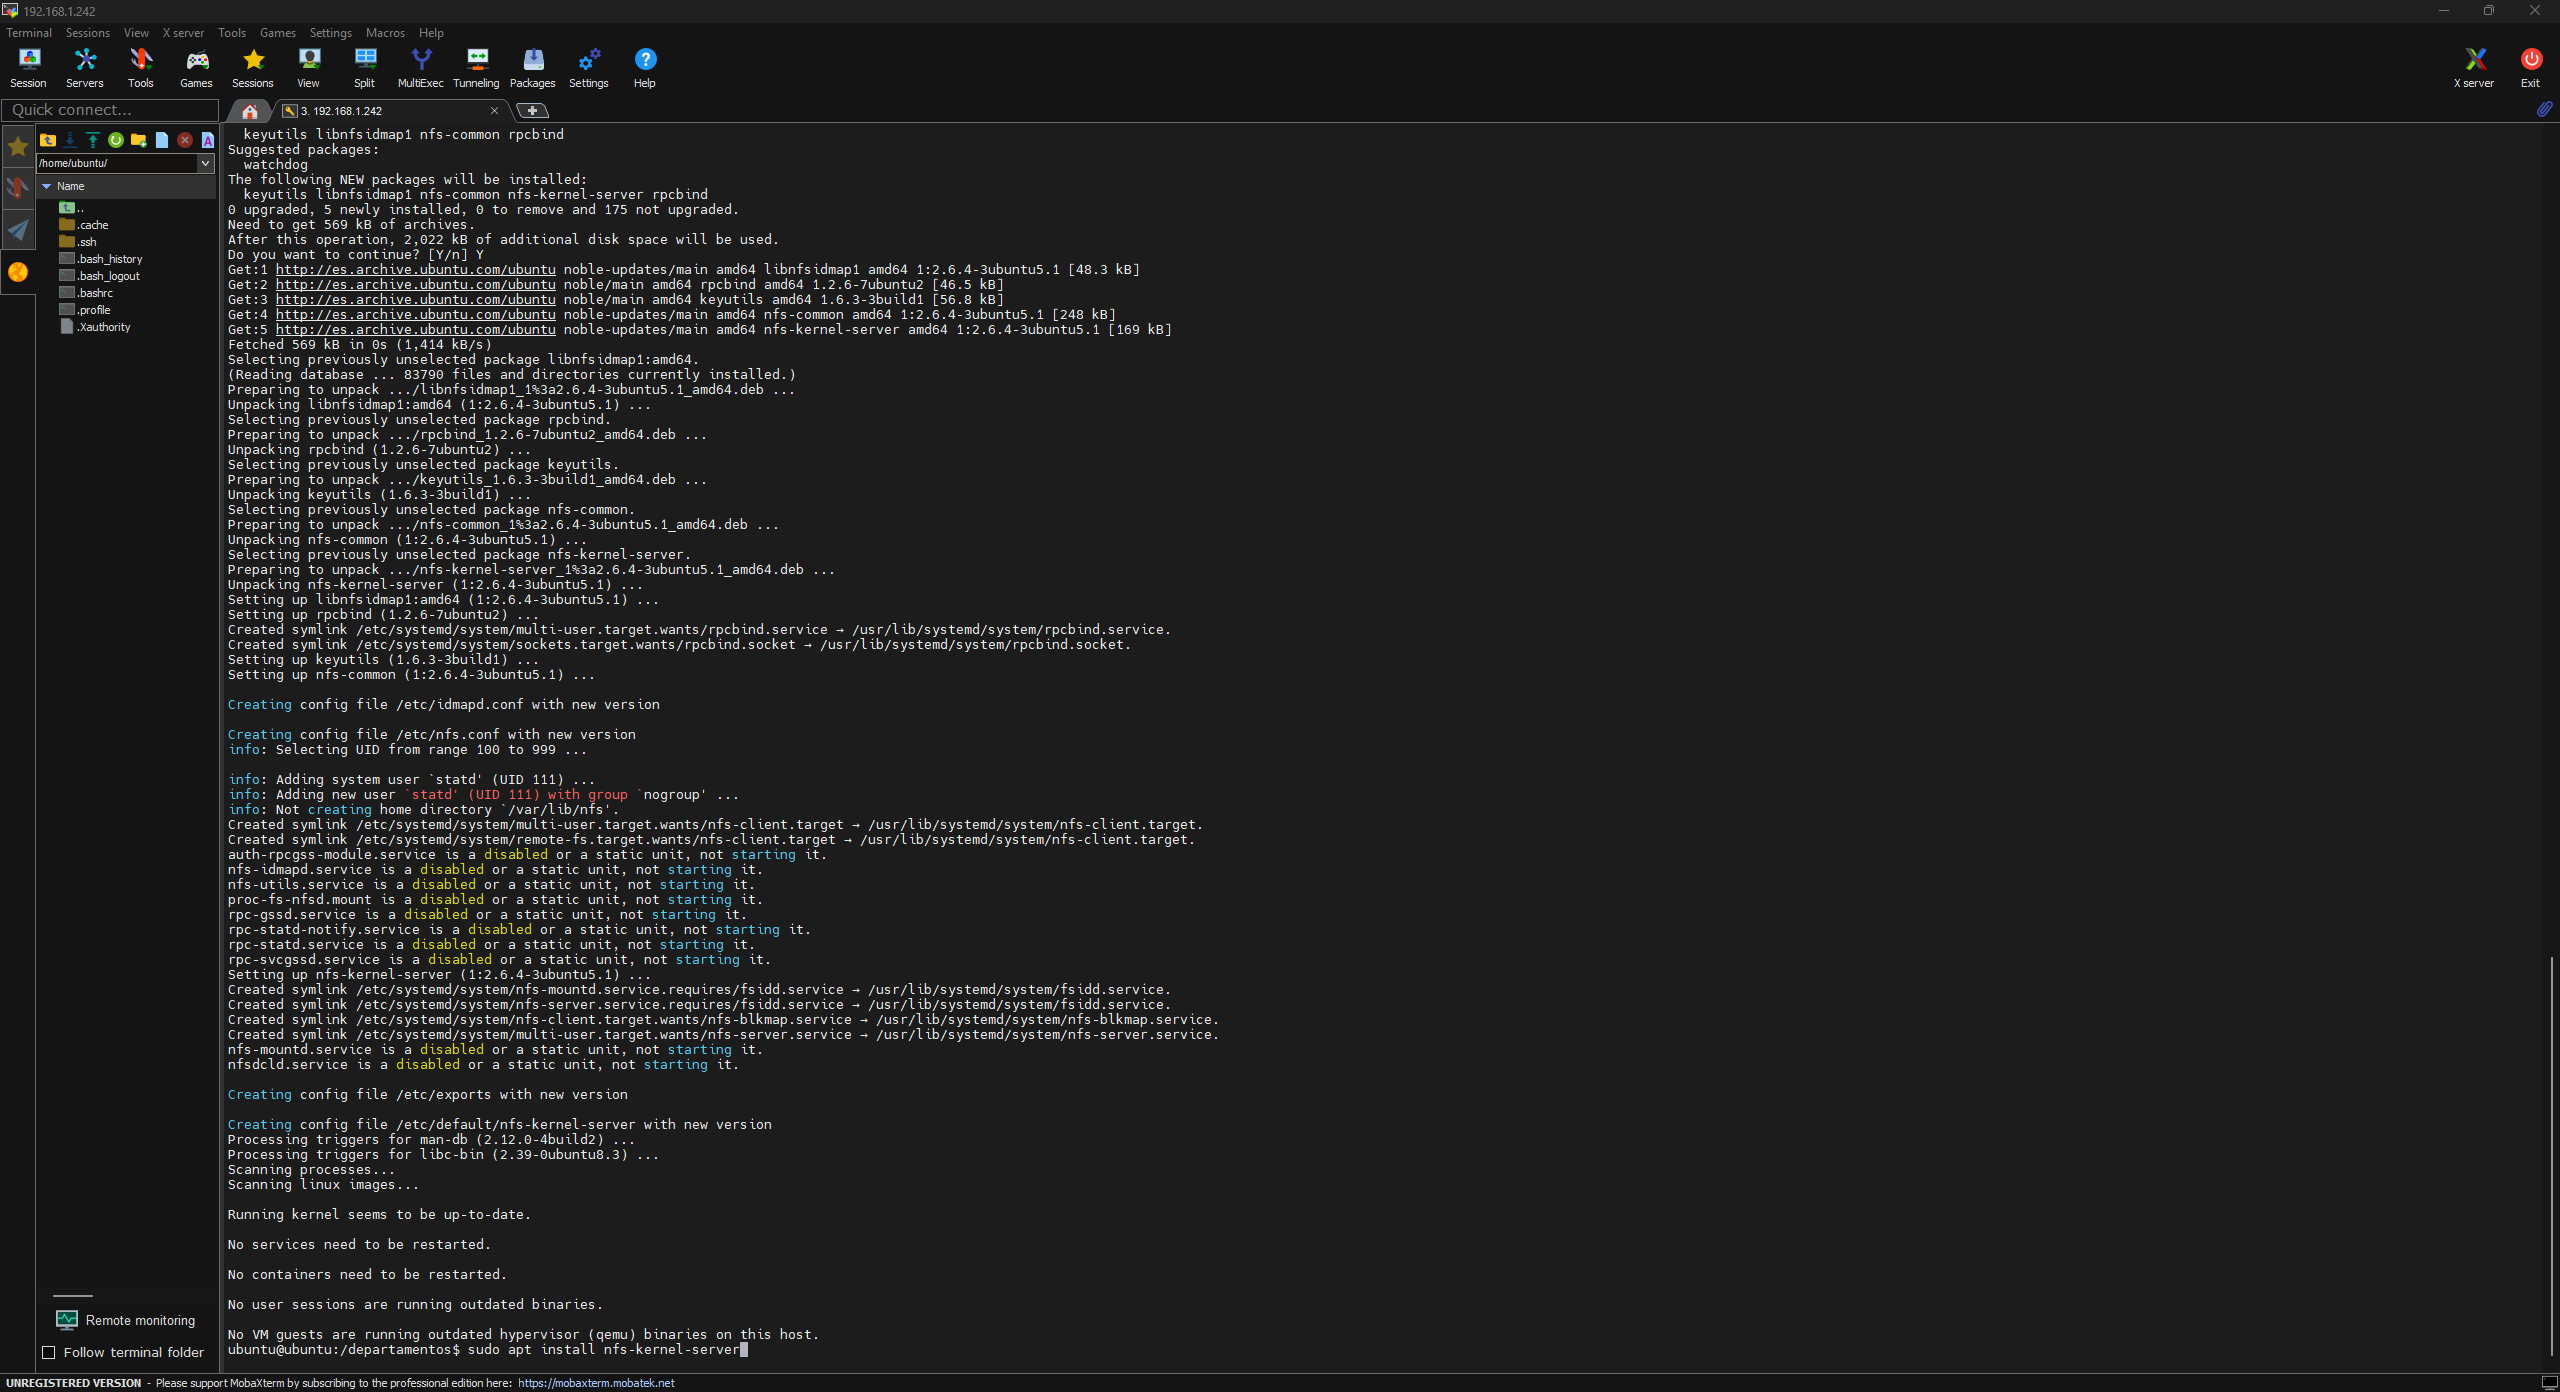 192.168.1.242
Terminal Sessions View X server Tools Games Settings Macros Help
Session Servers Tools Games Sessions View Split MultiExec Tunneling Packages Settings Help X server Exit
Quick connect...
3. 192.168.1.242
/home/ubuntu/
Name
..
.cache
.ssh
.bash_history
.bash_logout
.bashrc
.profile
.Xauthority
Remote monitoring
Follow terminal folder
  keyutils libnfsidmap1 nfs-common rpcbind
Suggested packages:
  watchdog
The following NEW packages will be installed:
  keyutils libnfsidmap1 nfs-common nfs-kernel-server rpcbind
0 upgraded, 5 newly installed, 0 to remove and 175 not upgraded.
Need to get 569 kB of archives.
After this operation, 2,022 kB of additional disk space will be used.
Do you want to continue? [Y/n] Y
Get:1 http://es.archive.ubuntu.com/ubuntu noble-updates/main amd64 libnfsidmap1 amd64 1:2.6.4-3ubuntu5.1 [48.3 kB]
Get:2 http://es.archive.ubuntu.com/ubuntu noble/main amd64 rpcbind amd64 1.2.6-7ubuntu2 [46.5 kB]
Get:3 http://es.archive.ubuntu.com/ubuntu noble/main amd64 keyutils amd64 1.6.3-3build1 [56.8 kB]
Get:4 http://es.archive.ubuntu.com/ubuntu noble-updates/main amd64 nfs-common amd64 1:2.6.4-3ubuntu5.1 [248 kB]
Get:5 http://es.archive.ubuntu.com/ubuntu noble-updates/main amd64 nfs-kernel-server amd64 1:2.6.4-3ubuntu5.1 [169 kB]
Fetched 569 kB in 0s (1,414 kB/s)
Selecting previously unselected package libnfsidmap1:amd64.
(Reading database ... 83790 files and directories currently installed.)
Preparing to unpack .../libnfsidmap1_1%3a2.6.4-3ubuntu5.1_amd64.deb ...
Unpacking libnfsidmap1:amd64 (1:2.6.4-3ubuntu5.1) ...
Selecting previously unselected package rpcbind.
Preparing to unpack .../rpcbind_1.2.6-7ubuntu2_amd64.deb ...
Unpacking rpcbind (1.2.6-7ubuntu2) ...
Selecting previously unselected package keyutils.
Preparing to unpack .../keyutils_1.6.3-3build1_amd64.deb ...
Unpacking keyutils (1.6.3-3build1) ...
Selecting previously unselected package nfs-common.
Preparing to unpack .../nfs-common_1%3a2.6.4-3ubuntu5.1_amd64.deb ...
Unpacking nfs-common (1:2.6.4-3ubuntu5.1) ...
Selecting previously unselected package nfs-kernel-server.
Preparing to unpack .../nfs-kernel-server_1%3a2.6.4-3ubuntu5.1_amd64.deb ...
Unpacking nfs-kernel-server (1:2.6.4-3ubuntu5.1) ...
Setting up libnfsidmap1:amd64 (1:2.6.4-3ubuntu5.1) ...
Setting up rpcbind (1.2.6-7ubuntu2) ...
Created symlink /etc/systemd/system/multi-user.target.wants/rpcbind.service → /usr/lib/systemd/system/rpcbind.service.
Created symlink /etc/systemd/system/sockets.target.wants/rpcbind.socket → /usr/lib/systemd/system/rpcbind.socket.
Setting up keyutils (1.6.3-3build1) ...
Setting up nfs-common (1:2.6.4-3ubuntu5.1) ...
Creating config file /etc/idmapd.conf with new version
Creating config file /etc/nfs.conf with new version
info: Selecting UID from range 100 to 999 ...
info: Adding system user `statd' (UID 111) ...
info: Adding new user `statd' (UID 111) with group `nogroup' ...
info: Not creating home directory `/var/lib/nfs'.
Created symlink /etc/systemd/system/multi-user.target.wants/nfs-client.target → /usr/lib/systemd/system/nfs-client.target.
Created symlink /etc/systemd/system/remote-fs.target.wants/nfs-client.target → /usr/lib/systemd/system/nfs-client.target.
auth-rpcgss-module.service is a disabled or a static unit, not starting it.
nfs-idmapd.service is a disabled or a static unit, not starting it.
nfs-utils.service is a disabled or a static unit, not starting it.
proc-fs-nfsd.mount is a disabled or a static unit, not starting it.
rpc-gssd.service is a disabled or a static unit, not starting it.
rpc-statd-notify.service is a disabled or a static unit, not starting it.
rpc-statd.service is a disabled or a static unit, not starting it.
rpc-svcgssd.service is a disabled or a static unit, not starting it.
Setting up nfs-kernel-server (1:2.6.4-3ubuntu5.1) ...
Created symlink /etc/systemd/system/nfs-mountd.service.requires/fsidd.service → /usr/lib/systemd/system/fsidd.service.
Created symlink /etc/systemd/system/nfs-server.service.requires/fsidd.service → /usr/lib/systemd/system/fsidd.service.
Created symlink /etc/systemd/system/nfs-client.target.wants/nfs-blkmap.service → /usr/lib/systemd/system/nfs-blkmap.service.
Created symlink /etc/systemd/system/multi-user.target.wants/nfs-server.service → /usr/lib/systemd/system/nfs-server.service.
nfs-mountd.service is a disabled or a static unit, not starting it.
nfsdcld.service is a disabled or a static unit, not starting it.
Creating config file /etc/exports with new version
Creating config file /etc/default/nfs-kernel-server with new version
Processing triggers for man-db (2.12.0-4build2) ...
Processing triggers for libc-bin (2.39-0ubuntu8.3) ...
Scanning processes...
Scanning linux images...
Running kernel seems to be up-to-date.
No services need to be restarted.
No containers need to be restarted.
No user sessions are running outdated binaries.
No VM guests are running outdated hypervisor (qemu) binaries on this host.
ubuntu@ubuntu:/departamentos$ sudo apt install nfs-kernel-server
UNREGISTERED VERSION - Please support MobaXterm by subscribing to the professional edition here: https://mobaxterm.mobatek.net